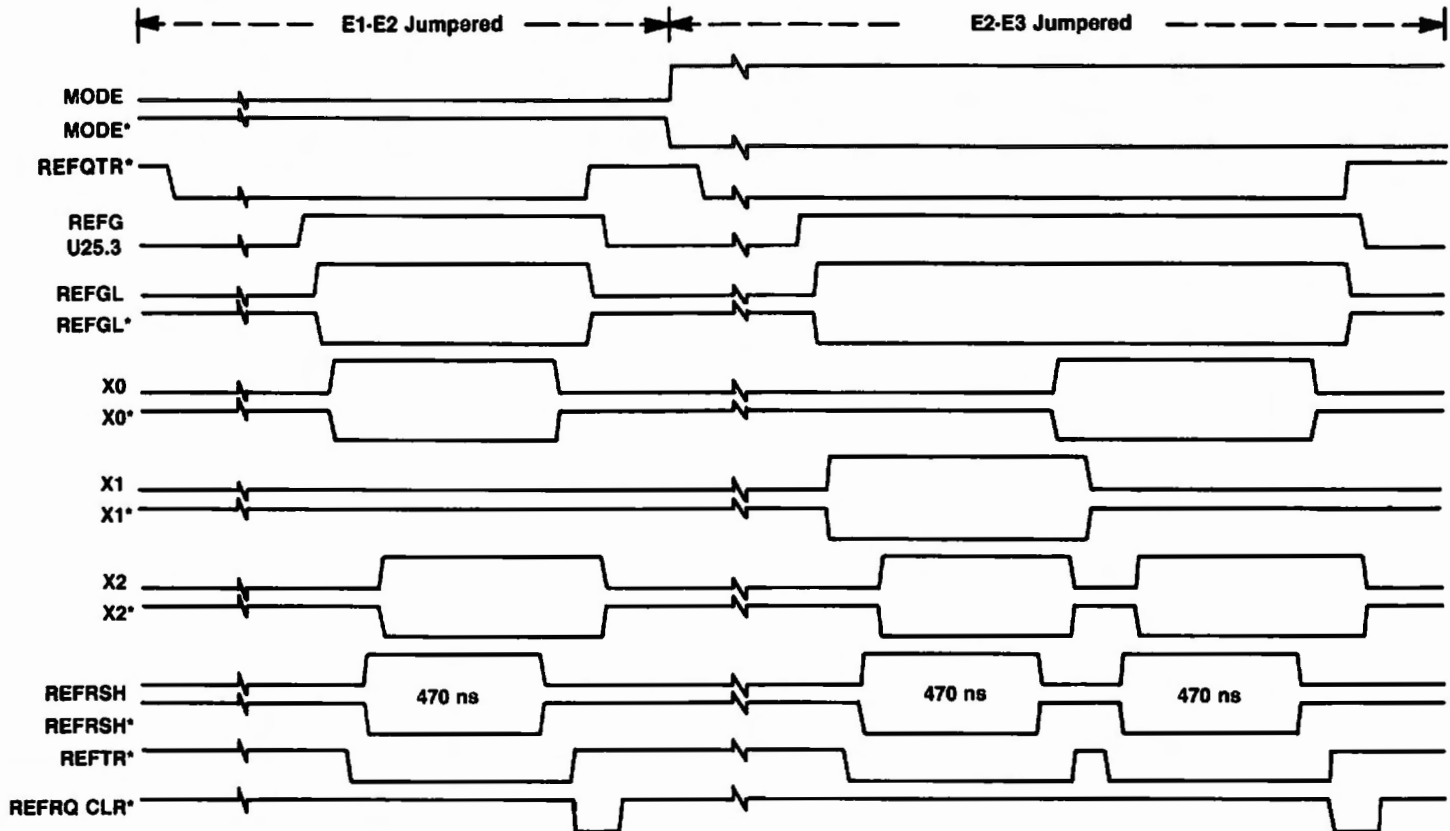 E1-E2 Jumpered
E2-E3 Jumpered
MODE
MODE*
REFQTR*
REFG
U25.3
REFGL
REFGL*
X0
X0*
X1
X1*
X2
X2*
REFRSH
470 ns
470 ns
470 ns
REFRSH*
REFTR*
REFRQ CLR*